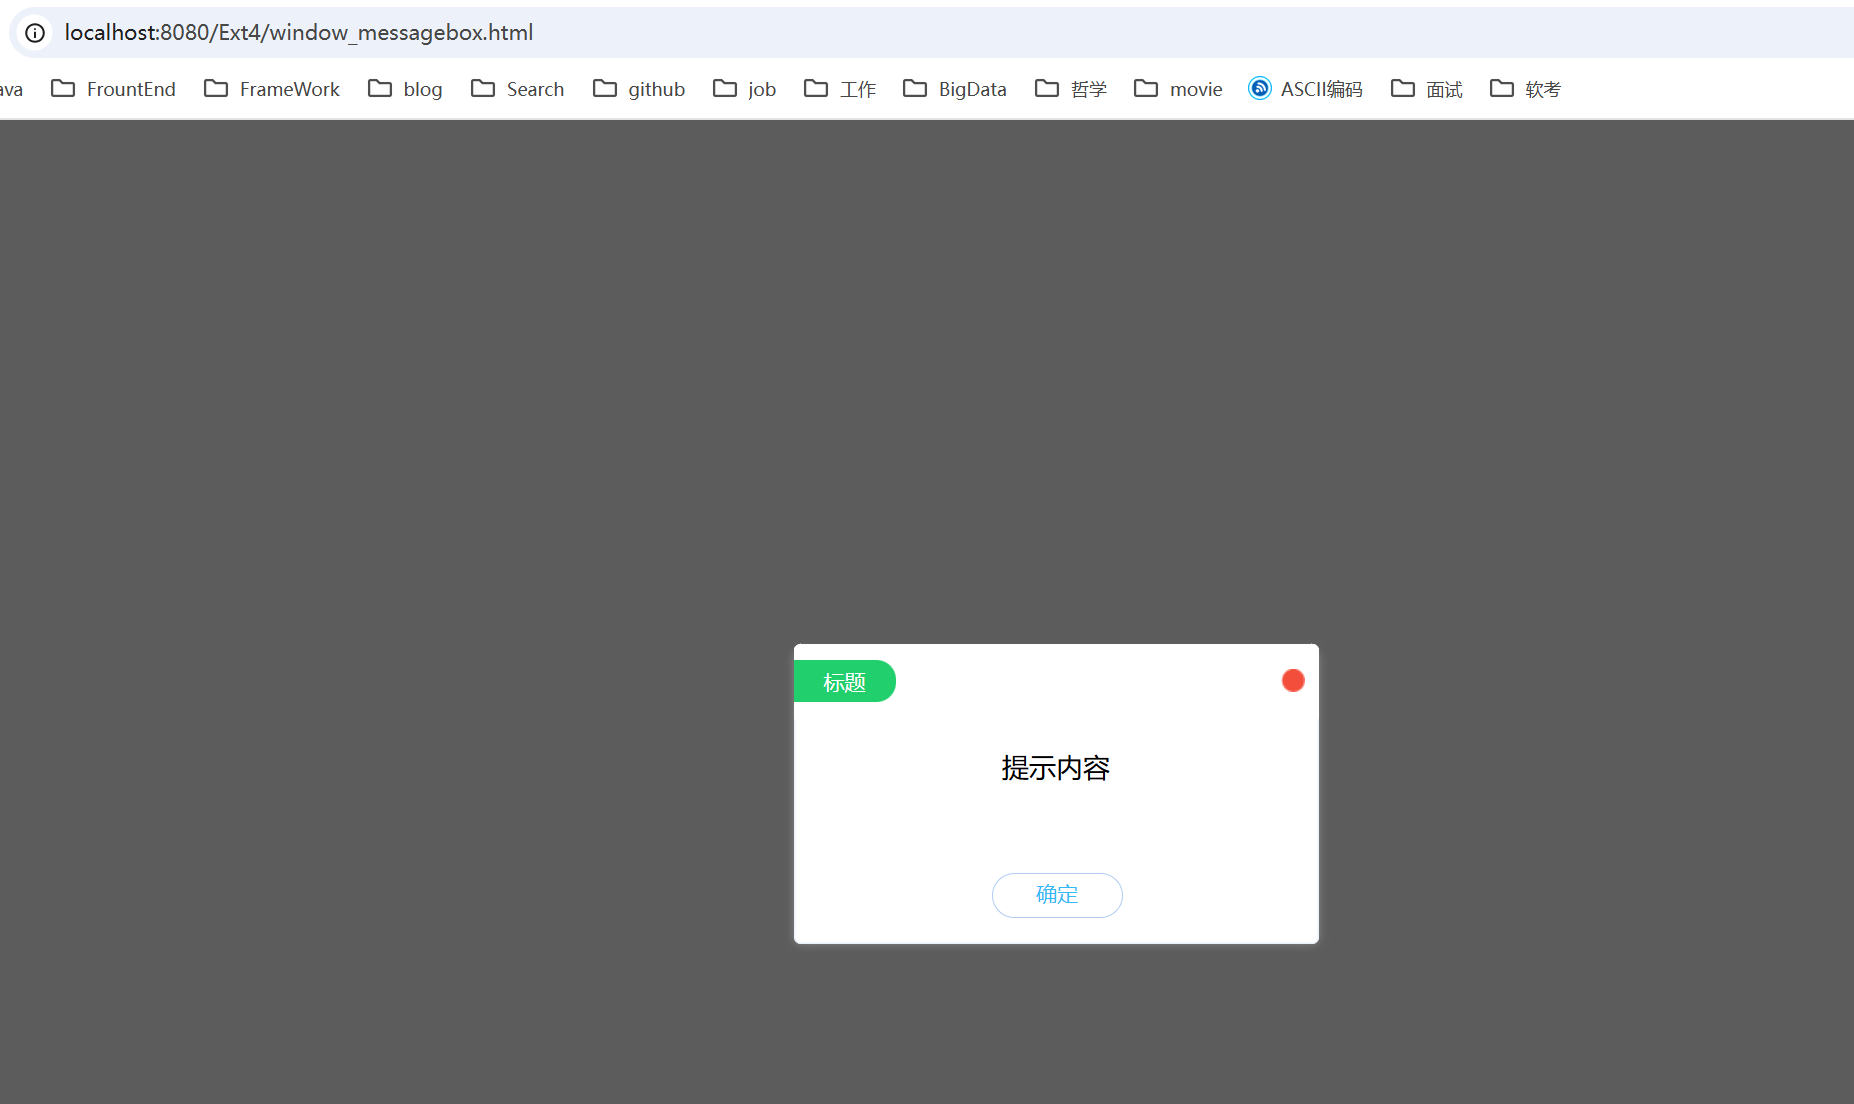 localhost:8080/Ext4/window_messagebox.html
ava FrountEnd FrameWork blog Search github job 工作 BigData 哲学 movie ASCII编码 面试 软考
标题
提示内容
确定